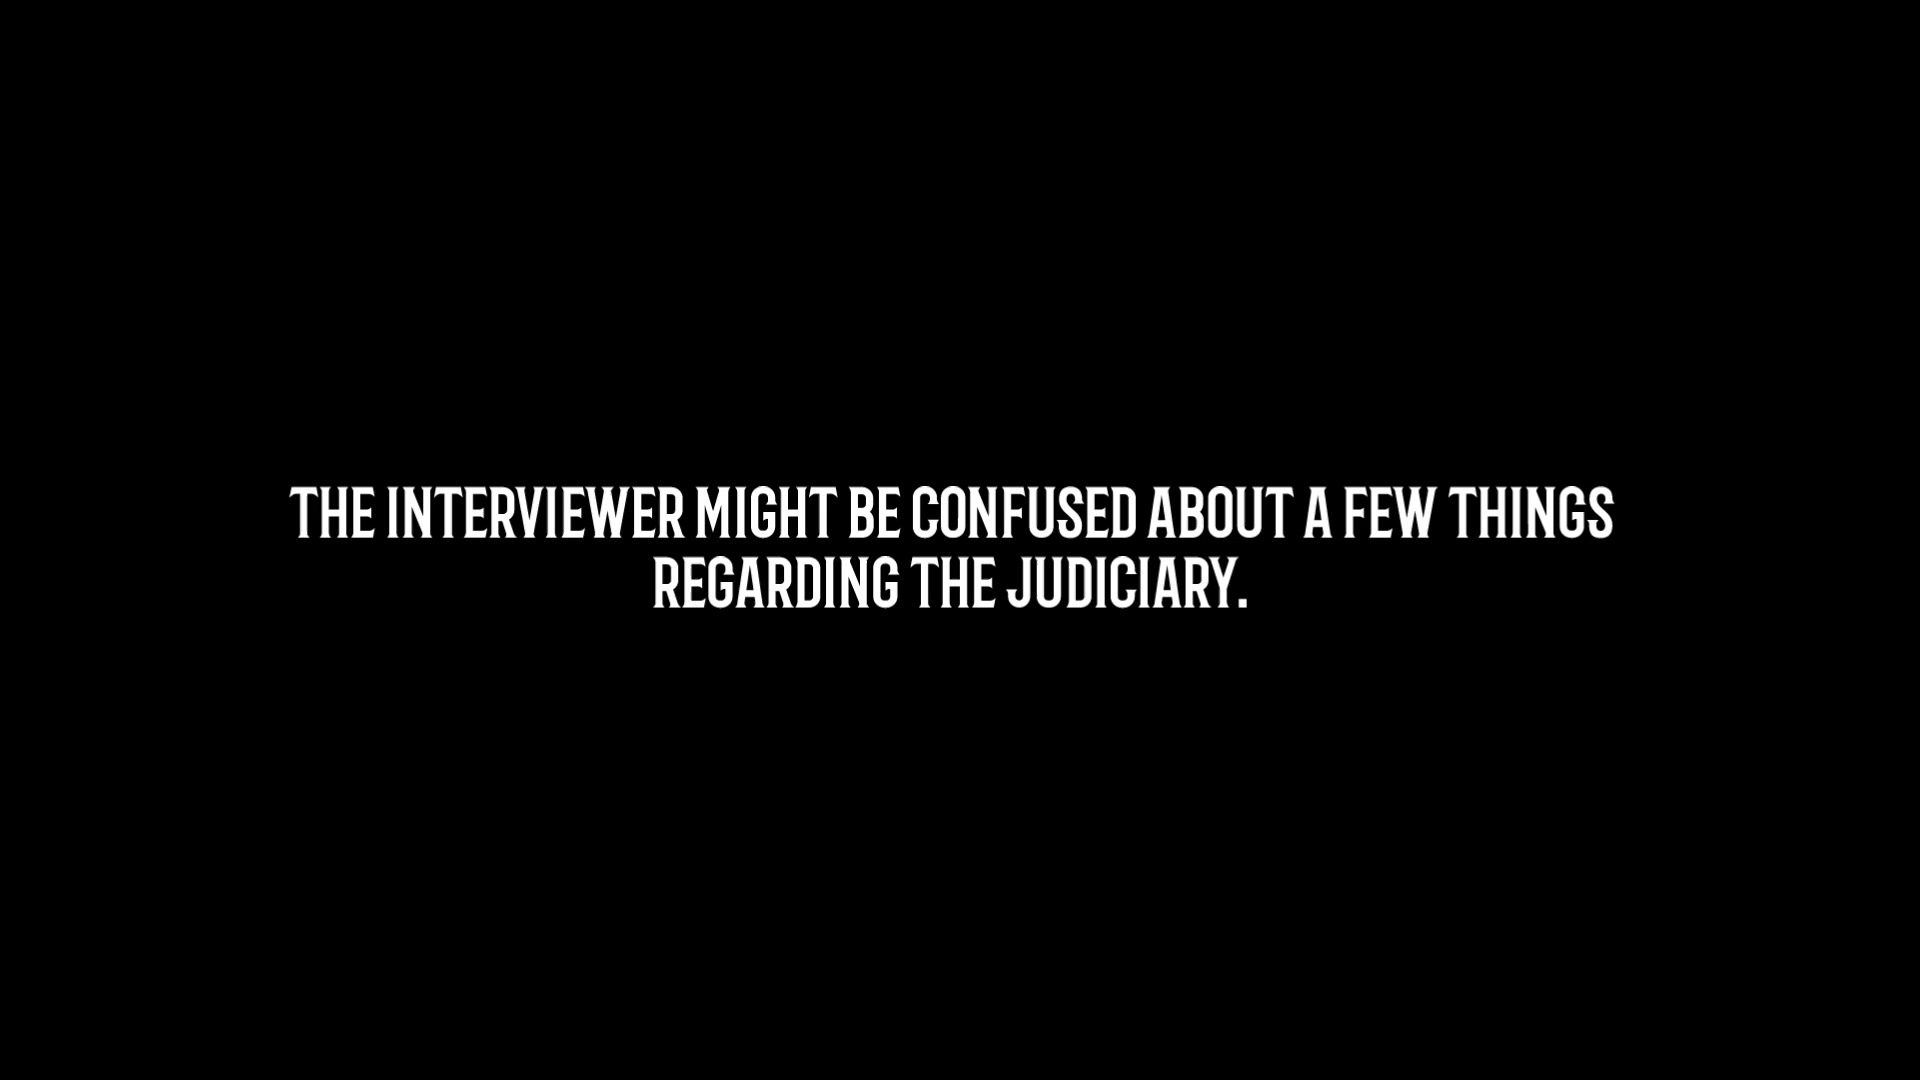 THE INTERVIEWER MIGHT BE CONFUSED ABOUT A FEW THINGS
REGARDING THE JUDICIARY.